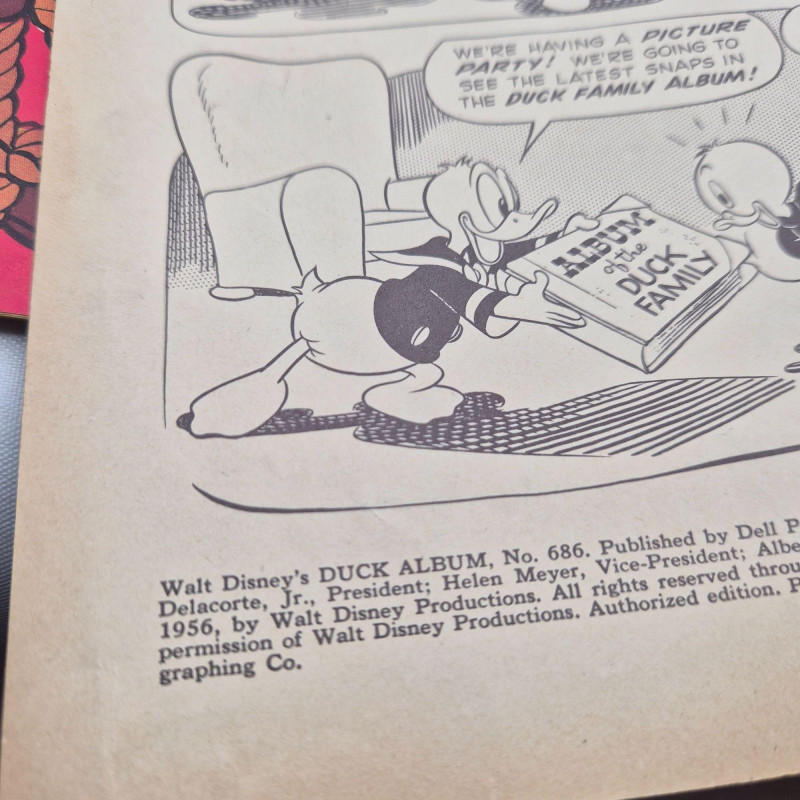 WE'RE HAVING A PICTURE
PARTY! WE'RE GOING TO
SEE THE LATEST SNAPS IN
THE DUCK FAMILY ALBUM!
ALBUM
of the
DUCK
FAMILY
Walt Disney's DUCK ALBUM, No. 686. Published by Dell P
Delacorte, Jr., President; Helen Meyer, Vice-President; Albe
1956, by Walt Disney Productions. All rights reserved throu
permission of Walt Disney Productions. Authorized edition. P
graphing Co.